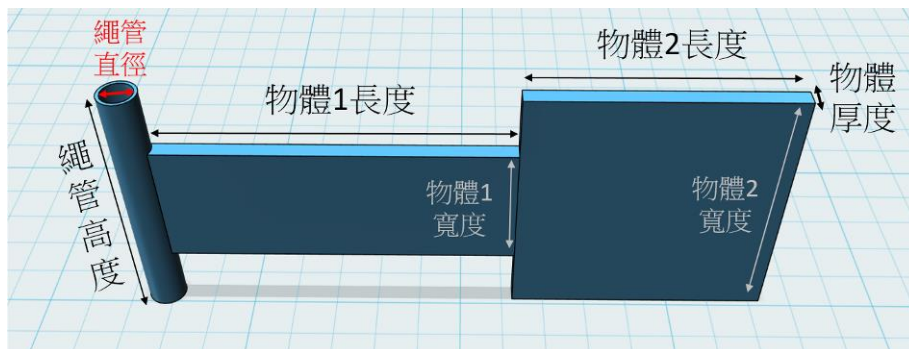 繩管
直徑
物體1長度
物體2長度
物體
厚度
繩管高度
物體1
寬度
物體2
寬度